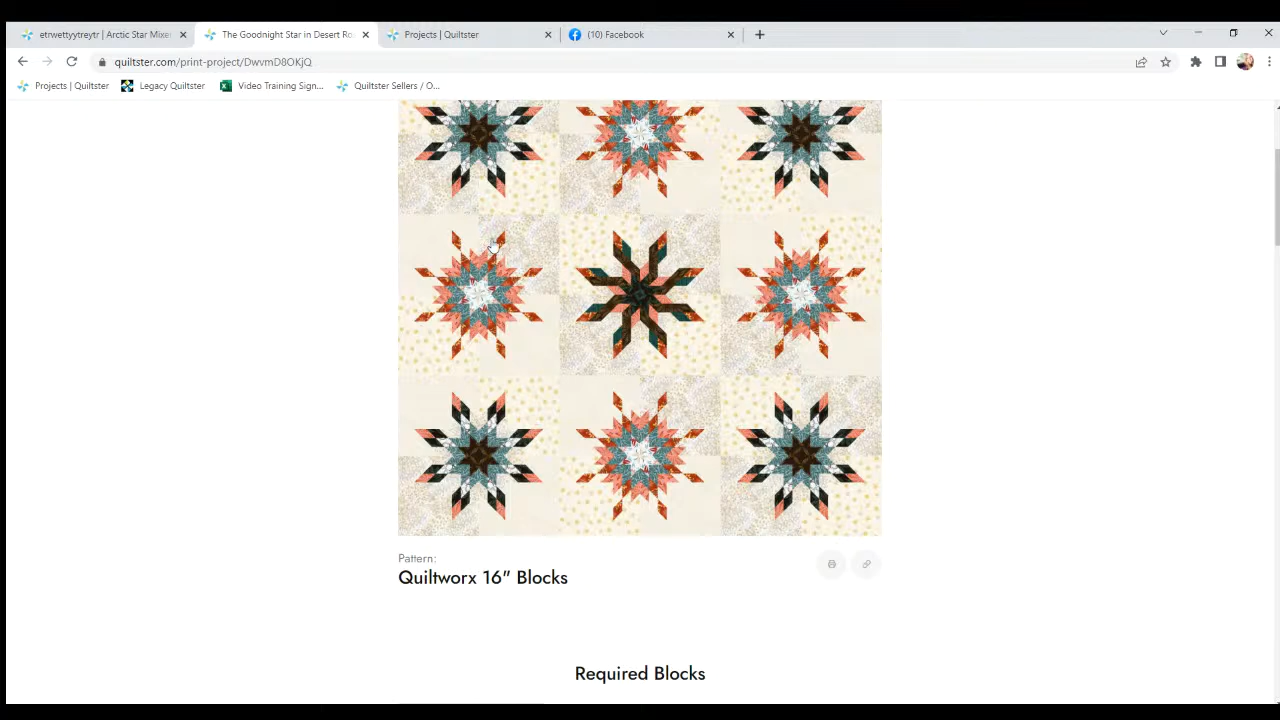 etrwettyytreytr | Arctic Star Mixe
The Goodnight Star in Desert Ro
Projects | Quiltster
(10) Facebook
quiltster.com/print-project/DwvmD8OKjQ
Projects | Quiltster
Legacy Quiltster
Video Training Sign...
Quiltster Sellers / O...
Pattern:
Quiltworx 16" Blocks
Required Blocks